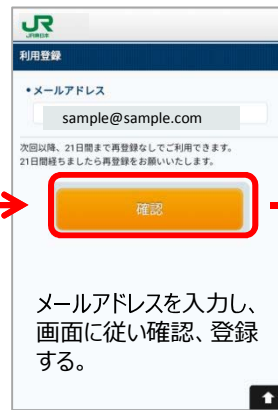 JR
JR東日本
利用登録
•メールアドレス
sample@sample.com
次回以降、21日間まで再登録なしでご利用できます。
21日間経ちましたら再登録をお願いいたします。
確認
メールアドレスを入力し、
画面に従い確認、登録
する。